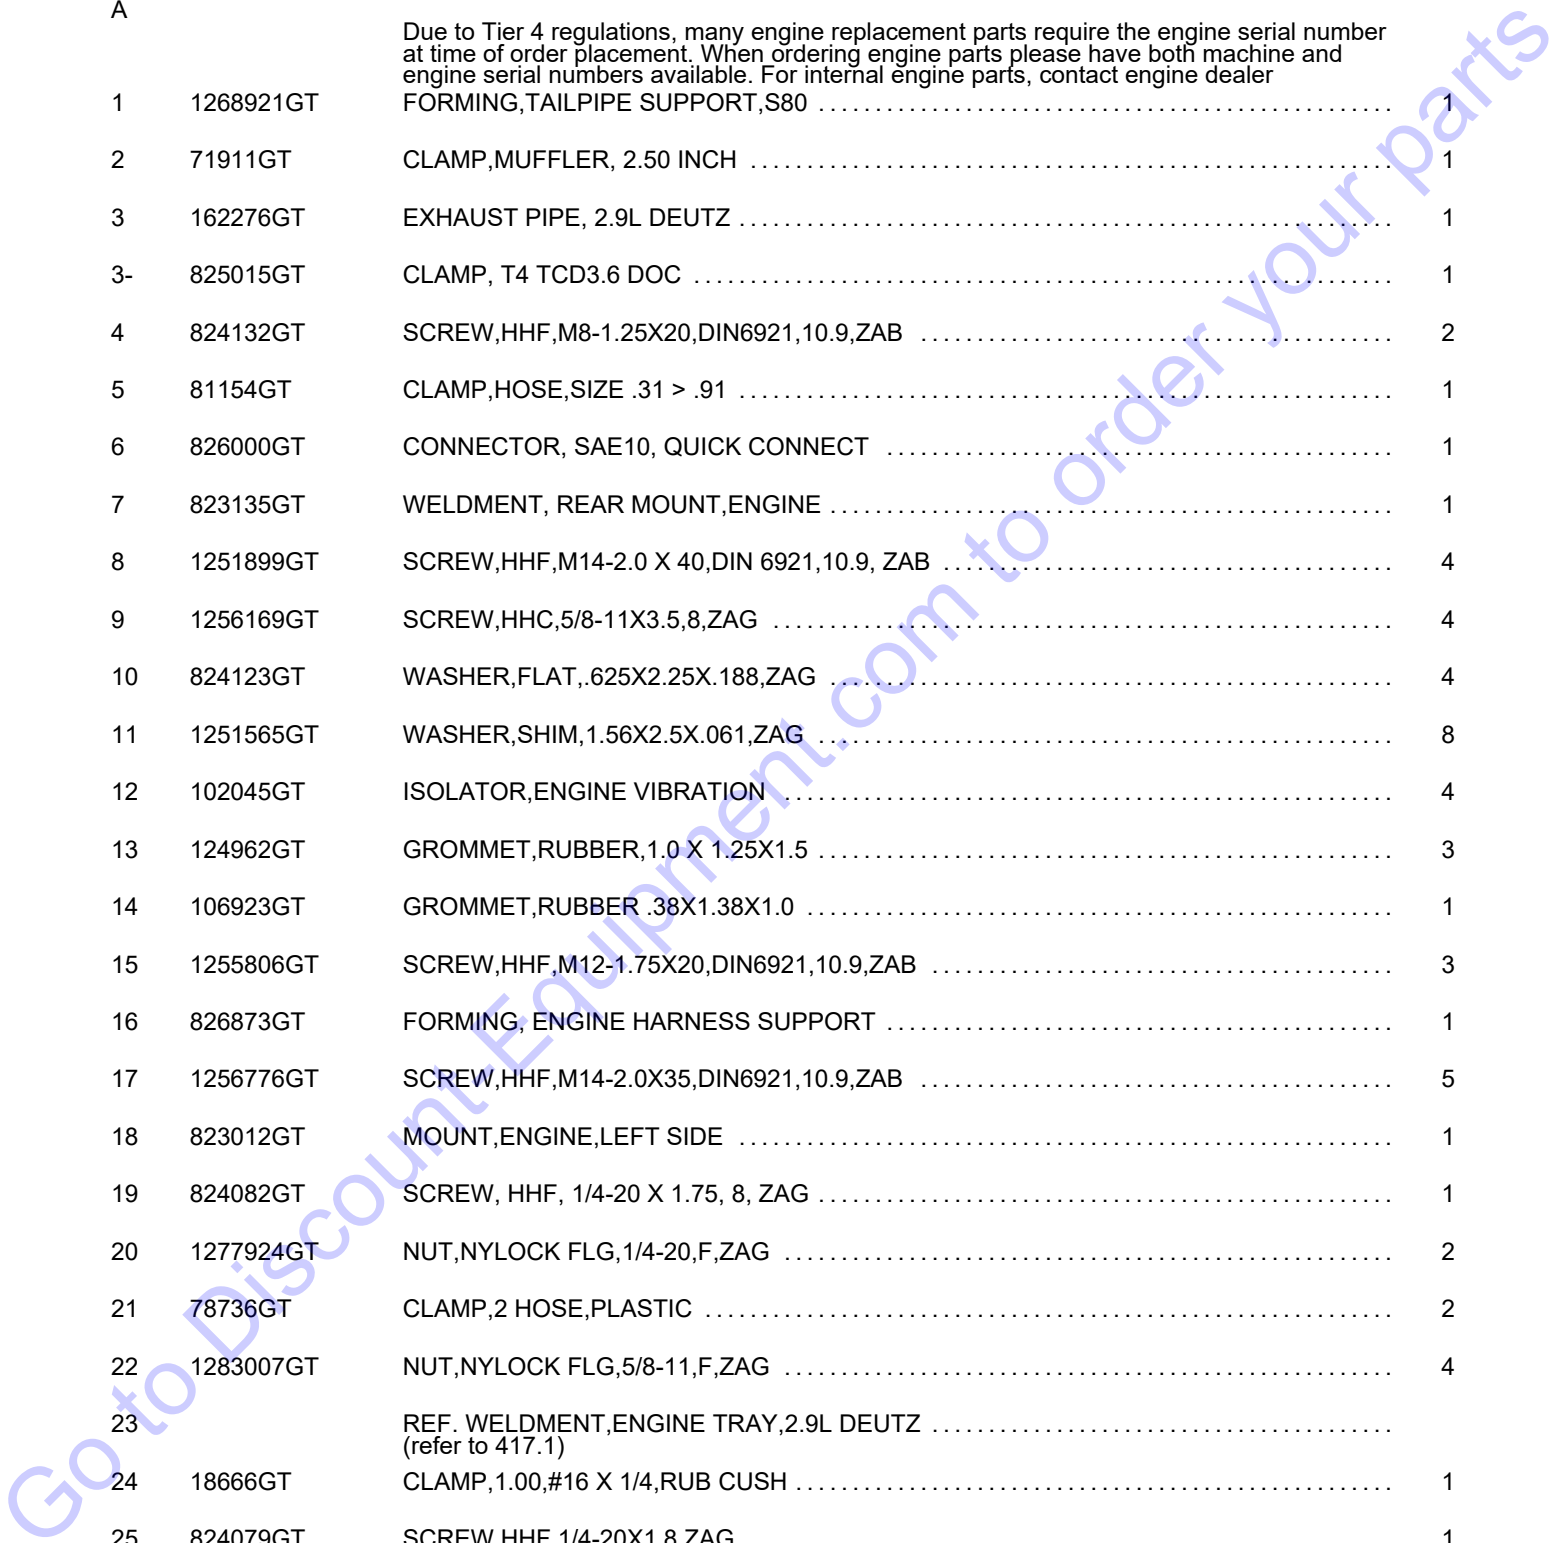 A
Due to Tier 4 regulations, many engine replacement parts require the engine serial number
at time of order placement. When ordering engine parts please have both machine and
engine serial numbers available. For internal engine parts, contact engine dealer
1 1268921GT FORMING,TAILPIPE SUPPORT,S80 1
2 71911GT CLAMP,MUFFLER, 2.50 INCH 1
3 162276GT EXHAUST PIPE, 2.9L DEUTZ 1
3- 825015GT CLAMP, T4 TCD3.6 DOC 1
4 824132GT SCREW,HHF,M8-1.25X20,DIN6921,10.9,ZAB 2
5 81154GT CLAMP,HOSE,SIZE .31 > .91 1
6 826000GT CONNECTOR, SAE10, QUICK CONNECT 1
7 823135GT WELDMENT, REAR MOUNT,ENGINE 1
8 1251899GT SCREW,HHF,M14-2.0 X 40,DIN 6921,10.9, ZAB 4
9 1256169GT SCREW,HHC,5/8-11X3.5,8,ZAG 4
10 824123GT WASHER,FLAT,.625X2.25X.188,ZAG 4
11 1251565GT WASHER,SHIM,1.56X2.5X.061,ZAG 8
12 102045GT ISOLATOR,ENGINE VIBRATION 4
13 124962GT GROMMET,RUBBER,1.0 X 1.25X1.5 3
14 106923GT GROMMET,RUBBER .38X1.38X1.0 1
15 1255806GT SCREW,HHF,M12-1.75X20,DIN6921,10.9,ZAB 3
16 826873GT FORMING, ENGINE HARNESS SUPPORT 1
17 1256776GT SCREW,HHF,M14-2.0X35,DIN6921,10.9,ZAB 5
18 823012GT MOUNT,ENGINE,LEFT SIDE 1
19 824082GT SCREW, HHF, 1/4-20 X 1.75, 8, ZAG 1
20 1277924GT NUT,NYLOCK FLG,1/4-20,F,ZAG 2
21 78736GT CLAMP,2 HOSE,PLASTIC 2
22 1283007GT NUT,NYLOCK FLG,5/8-11,F,ZAG 4
23 REF. WELDMENT,ENGINE TRAY,2.9L DEUTZ
(refer to 417.1)
24 18666GT CLAMP,1.00,#16 X 1/4,RUB CUSH 1
25 824079GT SCREW,HHF,1/4-20X1,8,ZAG 1
Go to Discount-Equipment.com to order your parts